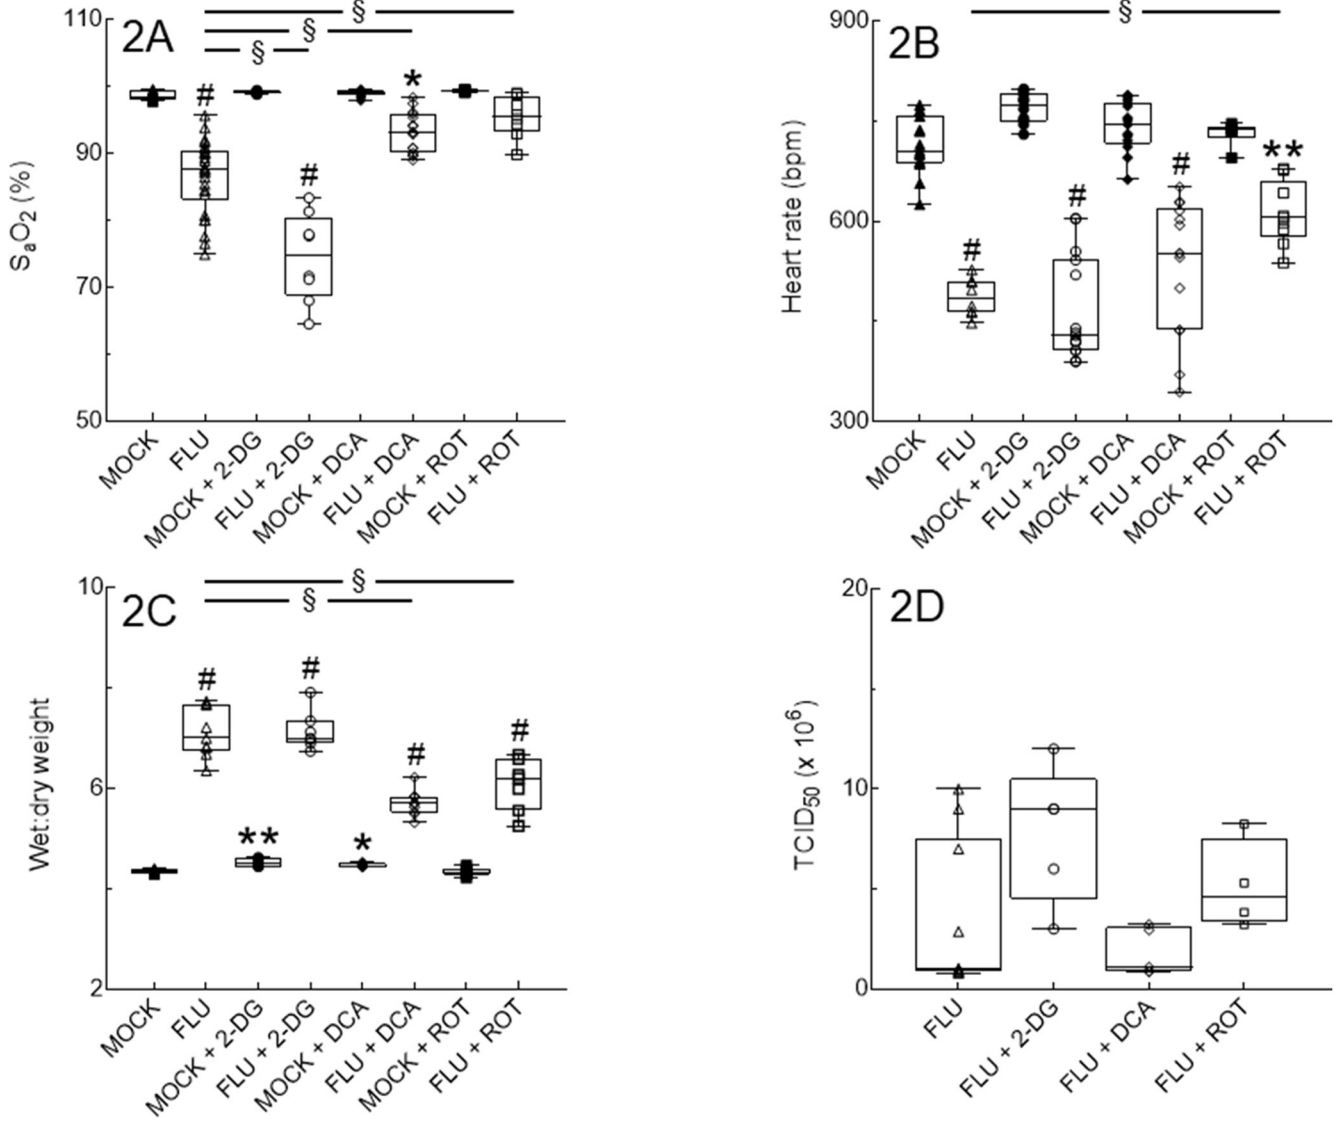 2A
SaO2 (%)
110
90
70
50
§
§
§
#
#
*
MOCK
FLU
MOCK + 2-DG
FLU + 2-DG
MOCK + DCA
FLU + DCA
MOCK + ROT
FLU + ROT
2B
Heart rate (bpm)
900
600
300
§
#
#
#
**
MOCK
FLU
MOCK + 2-DG
FLU + 2-DG
MOCK + DCA
FLU + DCA
MOCK + ROT
FLU + ROT
2C
Wet:dry weight
10
6
2
§
§
#
**
#
*
#
#
MOCK
FLU
MOCK + 2-DG
FLU + 2-DG
MOCK + DCA
FLU + DCA
MOCK + ROT
FLU + ROT
2D
TCID50 (x 10^6)
20
10
0
FLU
FLU + 2-DG
FLU + DCA
FLU + ROT